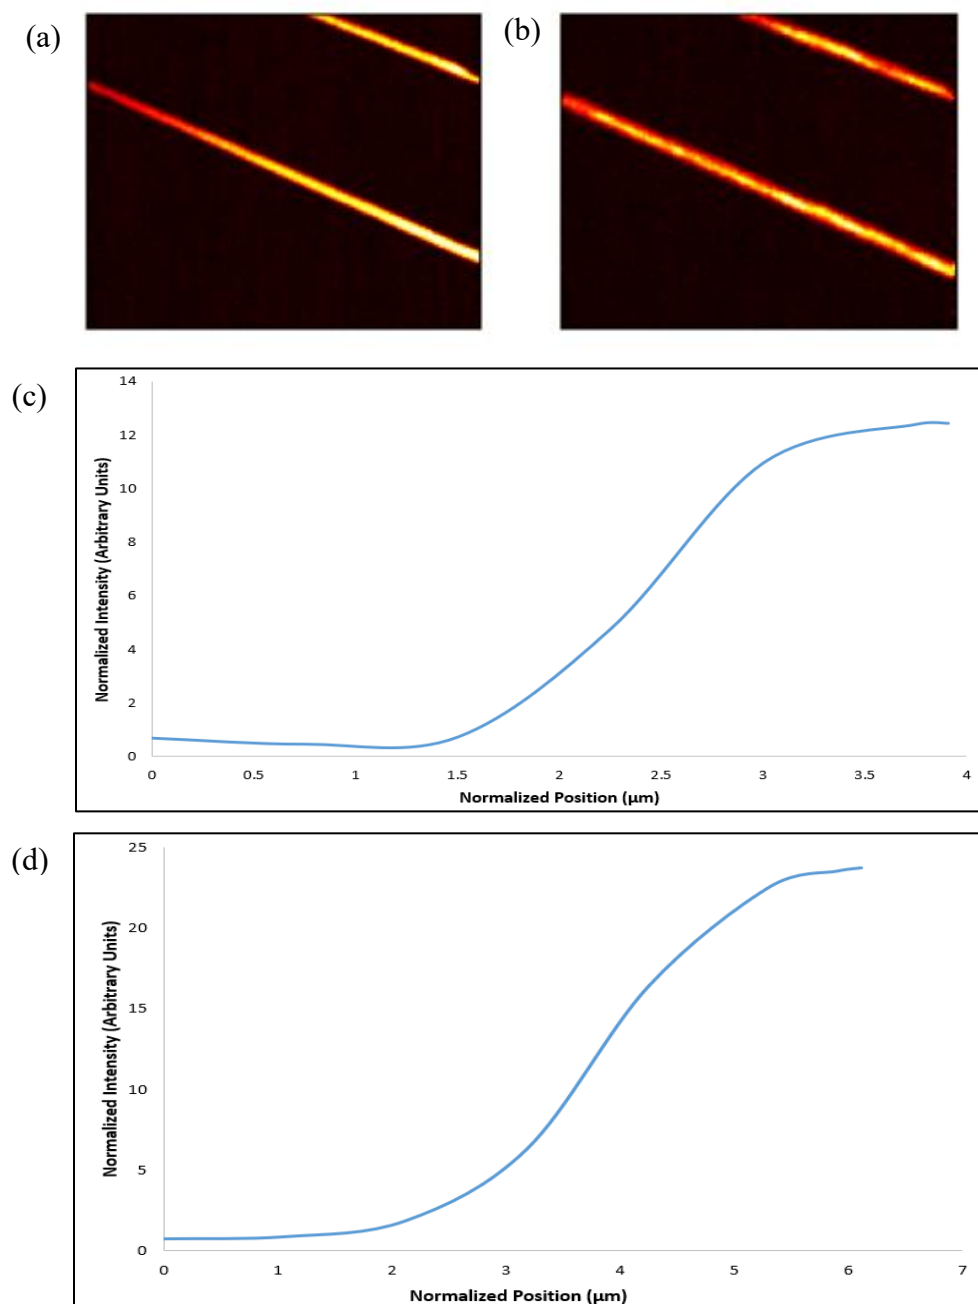 (a)
(b)
(c)
14
12
10
8
6
4
2
0
Normalized Intensity (Arbitrary Units)
0 0.5 1 1.5 2 2.5 3 3.5 4
Normalized Position (µm)
(d)
25
20
15
10
5
0
Normalized Intensity (Arbitrary Units)
0 1 2 3 4 5 6 7
Normalized Position (µm)